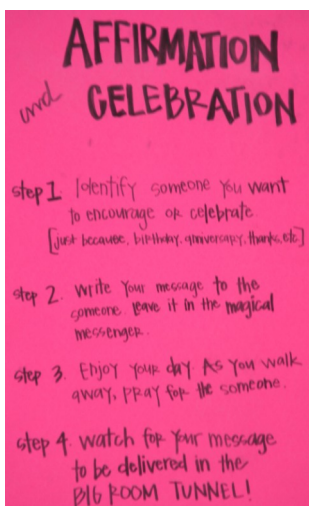 AFFIRMATION
and CELEBRATION
step 1. Identify someone you want
to encourage or celebrate
[just because, birthday, anniversary, thanks, etc]
step 2. write your message to the
someone. leave it in the magical
messenger.
step 3. Enjoy your day. As you walk
away, pray for the someone.
step 4. watch for your message
to be delivered in the
BIG ROOM TUNNEL!